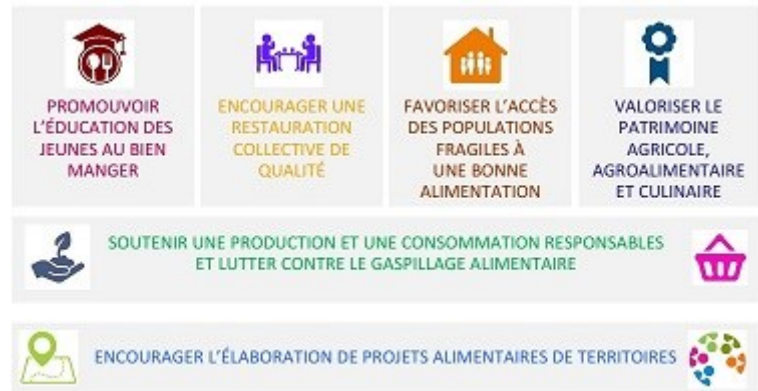 PROMOUVOIR
L'ÉDUCATION DES
JEUNES AU BIEN
MANGER
ENCOURAGER UNE
RESTAURATION
COLLECTIVE DE
QUALITÉ
FAVORISER L'ACCÈS
DES POPULATIONS
FRAGILES À
UNE BONNE
ALIMENTATION
VALORISER LE
PATRIMOINE
AGRICOLE,
AGROALIMENTAIRE
ET CULINAIRE
SOUTENIR UNE PRODUCTION ET UNE CONSOMMATION RESPONSABLES
ET LUTTER CONTRE LE GASPILLAGE ALIMENTAIRE
ENCOURAGER L'ÉLABORATION DE PROJETS ALIMENTAIRES DE TERRITOIRES